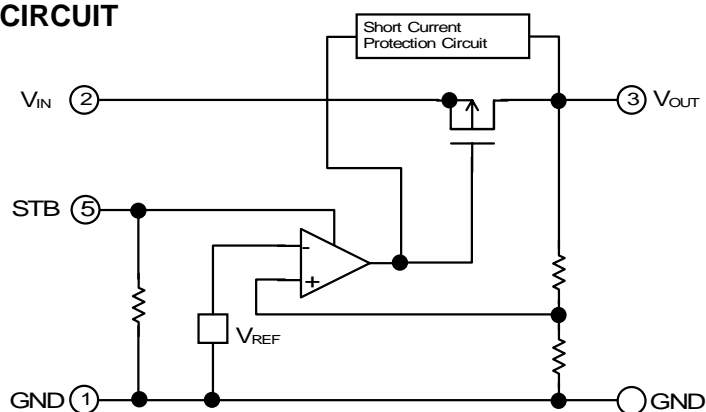 CIRCUIT
Short Current
Protection Circuit
VIN 2
3 VOUT
STB 5
-
+
VREF
GND 1
GND